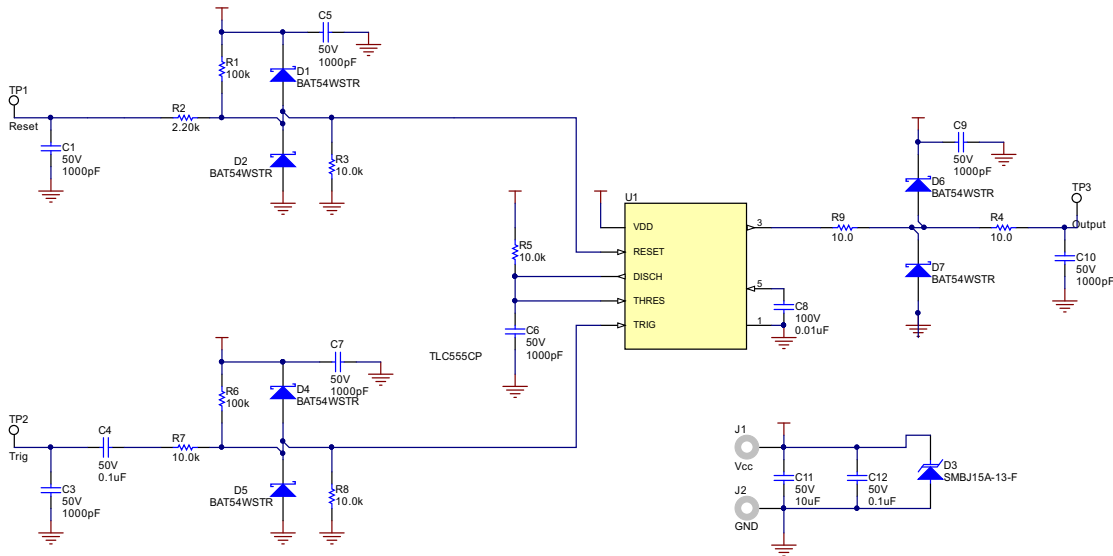 C5
50V
1000pF
R1
100k
D1
BAT54WSTR
TP1
Reset
R2
2.20k
C1
50V
1000pF
D2
BAT54WSTR
R3
10.0k
C9
50V
1000pF
D6
BAT54WSTR
TP3
Output
R9
10.0
R4
10.0
D7
BAT54WSTR
C10
50V
1000pF
U1
VDD
RESET
DISCH
THRES
TRIG
3
5
1
R5
10.0k
C6
50V
1000pF
TLC555CP
C8
100V
0.01uF
C7
50V
1000pF
R6
100k
D4
BAT54WSTR
TP2
Trig
C4
50V
0.1uF
R7
10.0k
C3
50V
1000pF
D5
BAT54WSTR
R8
10.0k
J1
Vcc
J2
GND
C11
50V
10uF
C12
50V
0.1uF
D3
SMBJ15A-13-F